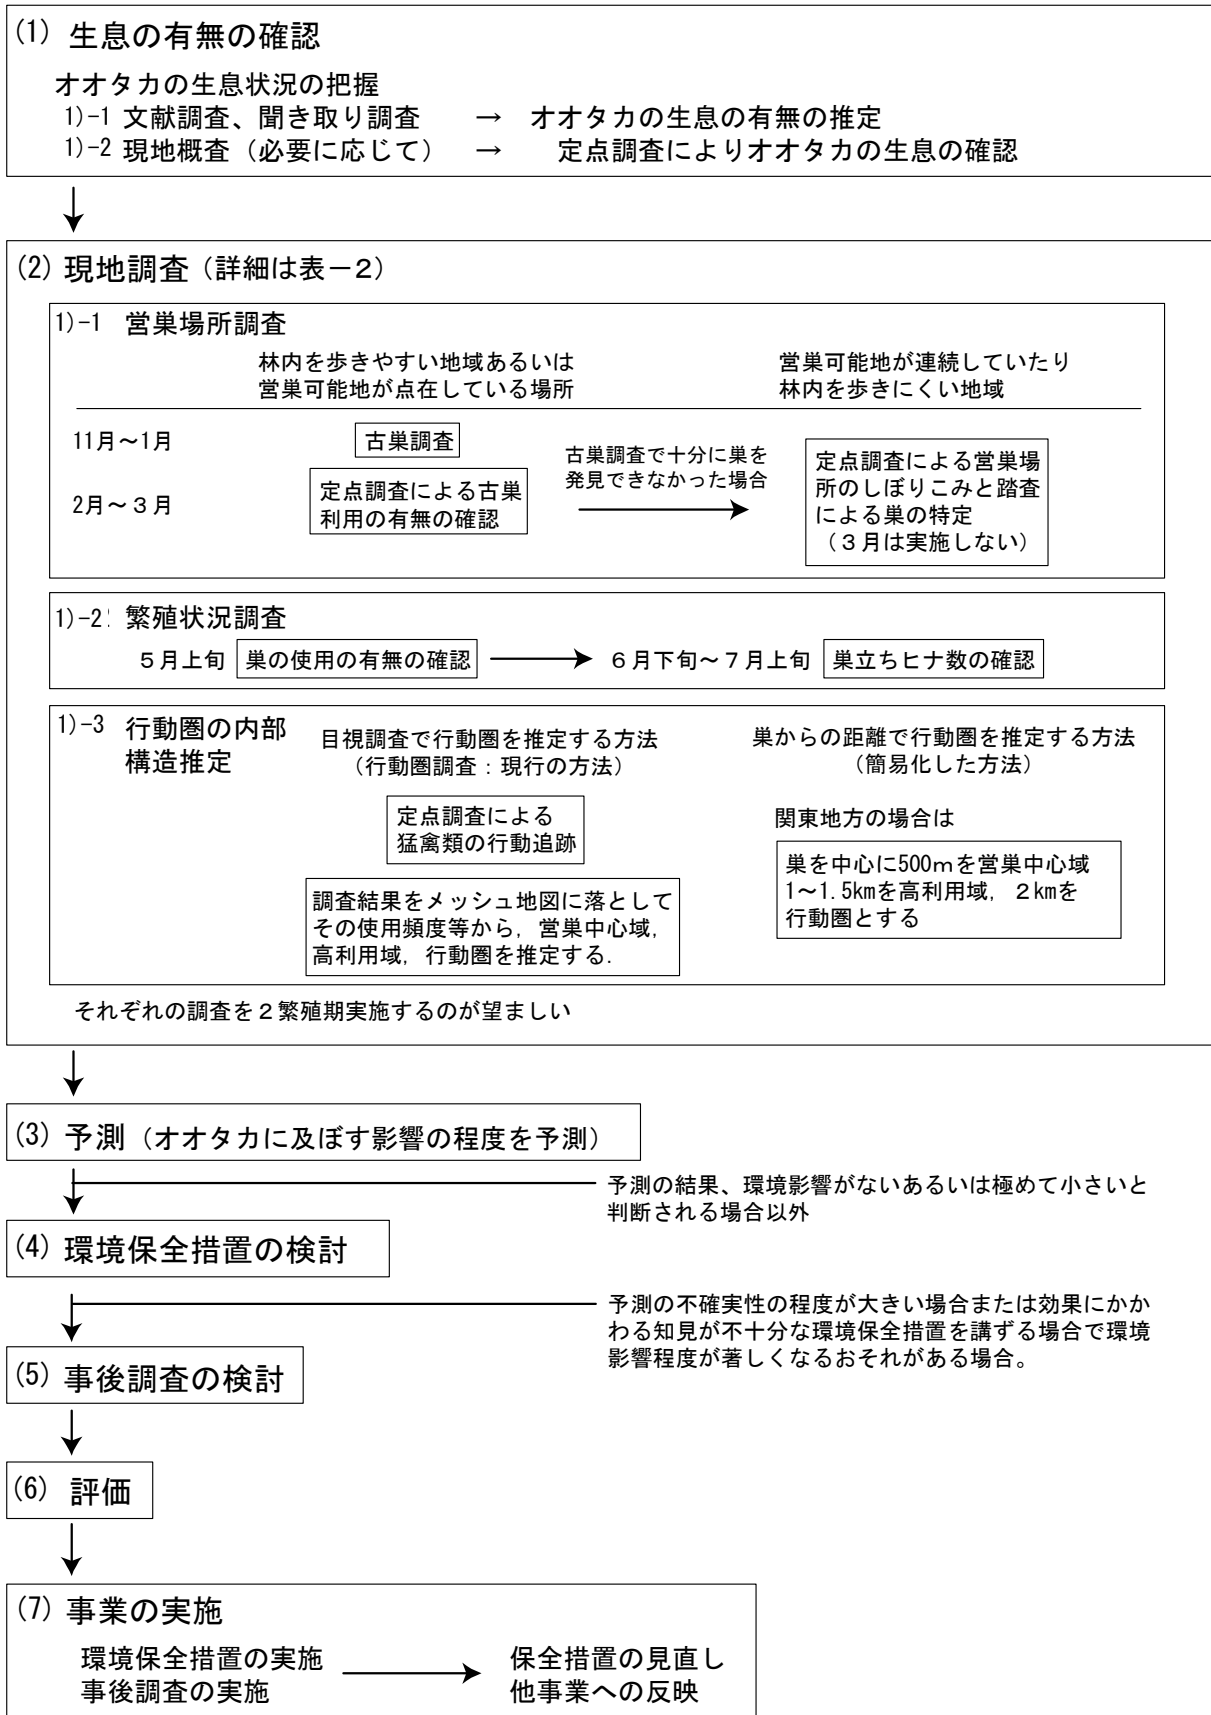 (1) 生息の有無の確認
オオタカの生息状況の把握
1)-1 文献調査、聞き取り調査 → オオタカの生息の有無の推定
1)-2 現地概査（必要に応じて） → 定点調査によりオオタカの生息の確認
(2) 現地調査（詳細は表－２）
1)-1 営巣場所調査
林内を歩きやすい地域あるいは
営巣可能地が点在している場所
営巣可能地が連続していたり
林内を歩きにくい地域
11月～1月
古巣調査
2月～３月
定点調査による古巣
利用の有無の確認
古巣調査で十分に巣を
発見できなかった場合
定点調査による営巣場
所のしぼりこみと踏査
による巣の特定
（３月は実施しない）
1)-2 繁殖状況調査
５月上旬 巣の使用の有無の確認 ６月下旬～７月上旬 巣立ちヒナ数の確認
1)-3 行動圏の内部
構造推定
目視調査で行動圏を推定する方法
（行動圏調査：現行の方法）
定点調査による
猛禽類の行動追跡
調査結果をメッシュ地図に落として
その使用頻度等から，営巣中心域，
高利用域，行動圏を推定する．
巣からの距離で行動圏を推定する方法
（簡易化した方法）
関東地方の場合は
巣を中心に500ｍを営巣中心域
1～1.5㎞を高利用域，２㎞を
行動圏とする
それぞれの調査を２繁殖期実施するのが望ましい
(3) 予測（オオタカに及ぼす影響の程度を予測）
予測の結果、環境影響がないあるいは極めて小さいと
判断される場合以外
(4) 環境保全措置の検討
予測の不確実性の程度が大きい場合または効果にかか
わる知見が不十分な環境保全措置を講ずる場合で環境
影響程度が著しくなるおそれがある場合。
(5) 事後調査の検討
(6) 評価
(7) 事業の実施
環境保全措置の実施
事後調査の実施
保全措置の見直し
他事業への反映